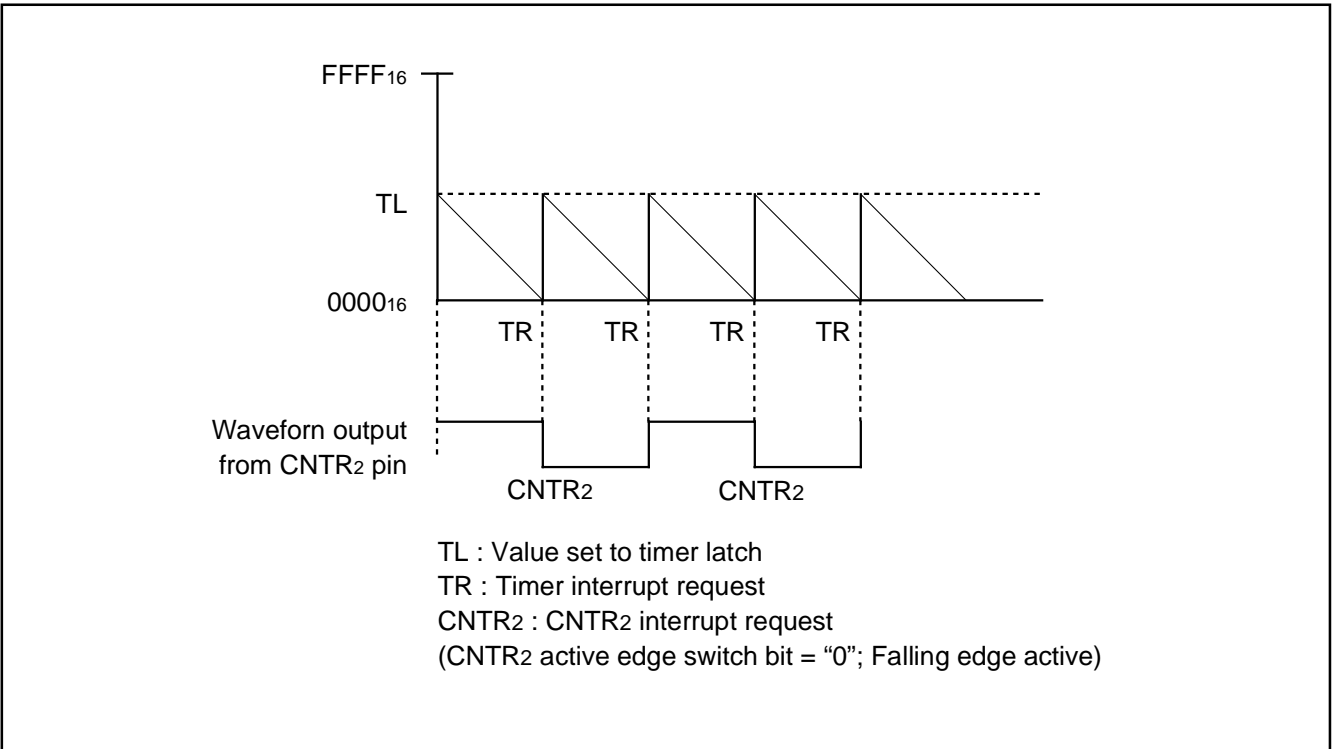 FFFF16
TL
000016
TR TR TR TR
Waveforn output
from CNTR2 pin
CNTR2 CNTR2
TL : Value set to timer latch
TR : Timer interrupt request
CNTR2 : CNTR2 interrupt request
(CNTR2 active edge switch bit = “0”; Falling edge active)